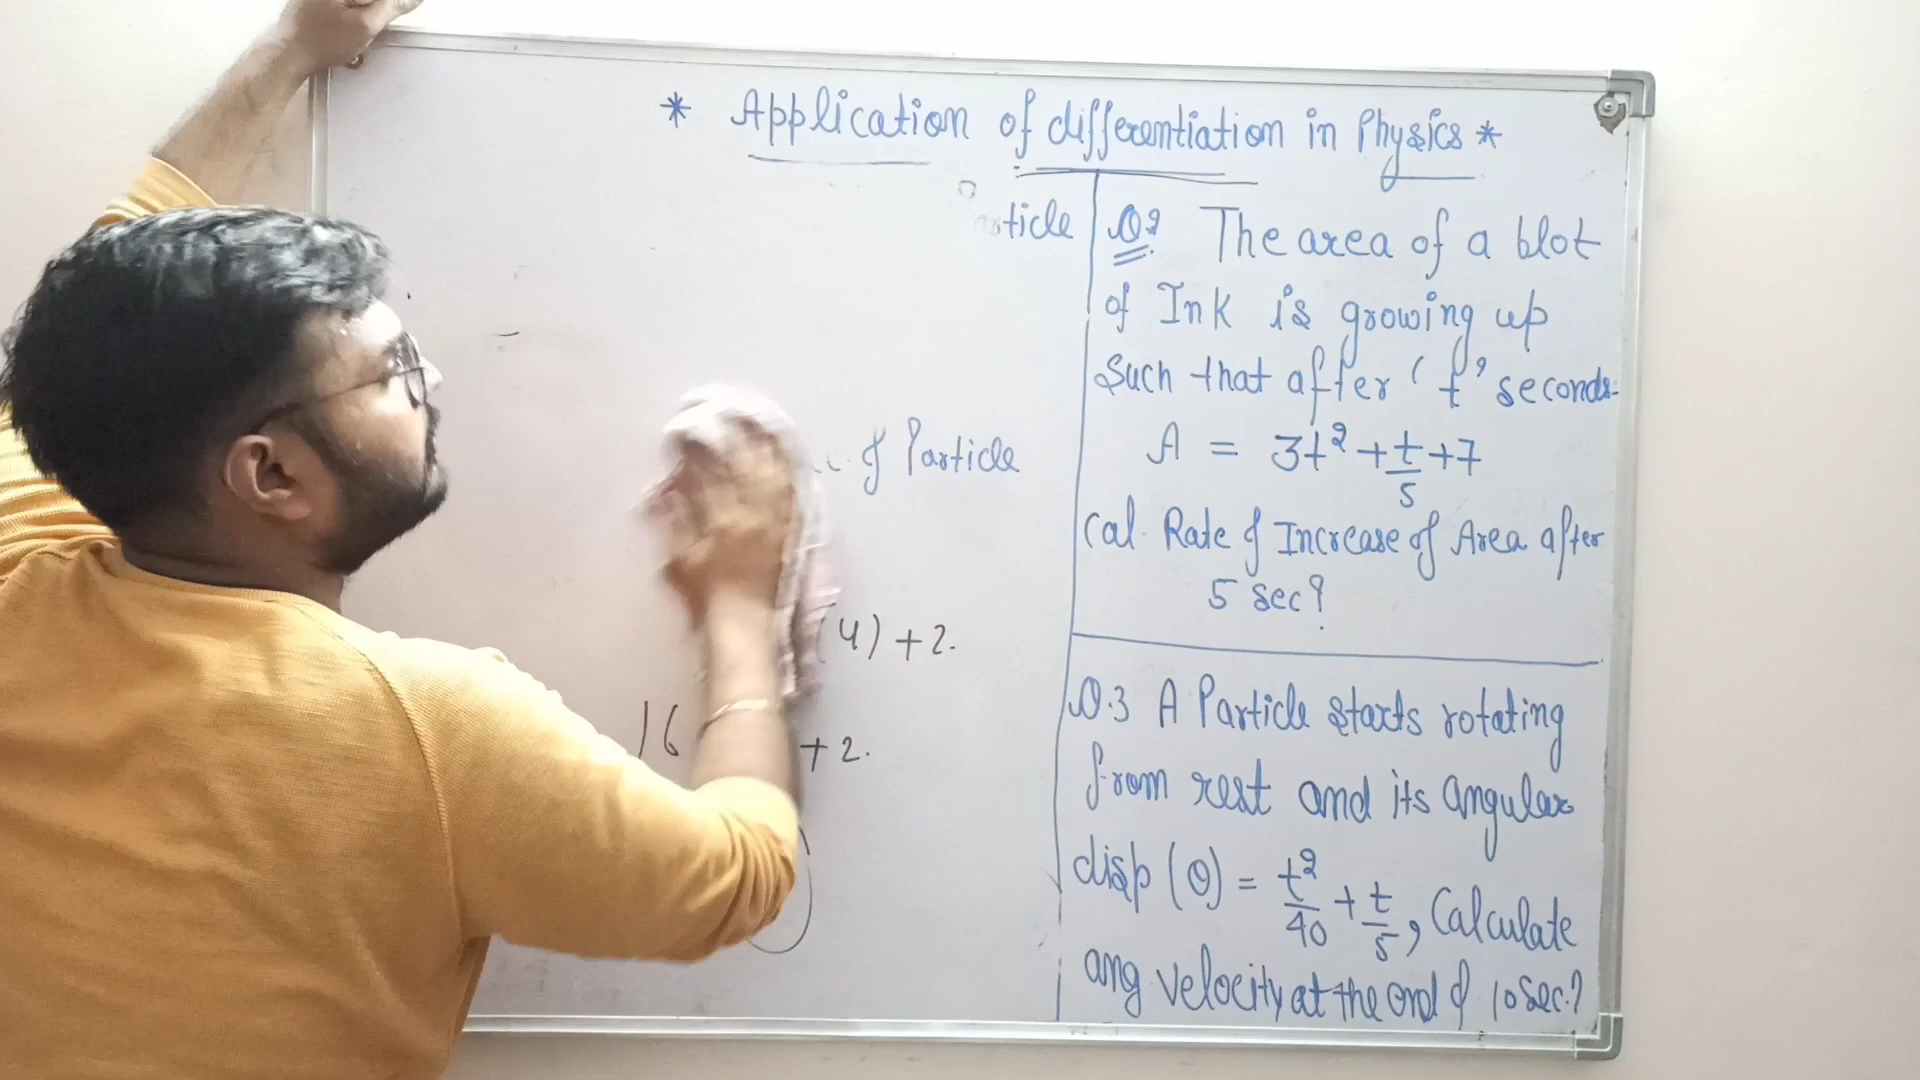 * Application of differentiation in Physics *
ticle
of Particle
(4) + 2.
16 + 2.
Q2 The area of a blot
of Ink is growing up
Such that after 't' seconds.
A = 3t² + t/5 + 7
Cal. Rate of Increase of Area after
5 sec?
Q.3 A Particle starts rotating
from rest and its angular
disp (θ) = t²/40 + t/5, Calculate
ang velocity at the end of 10 sec.?